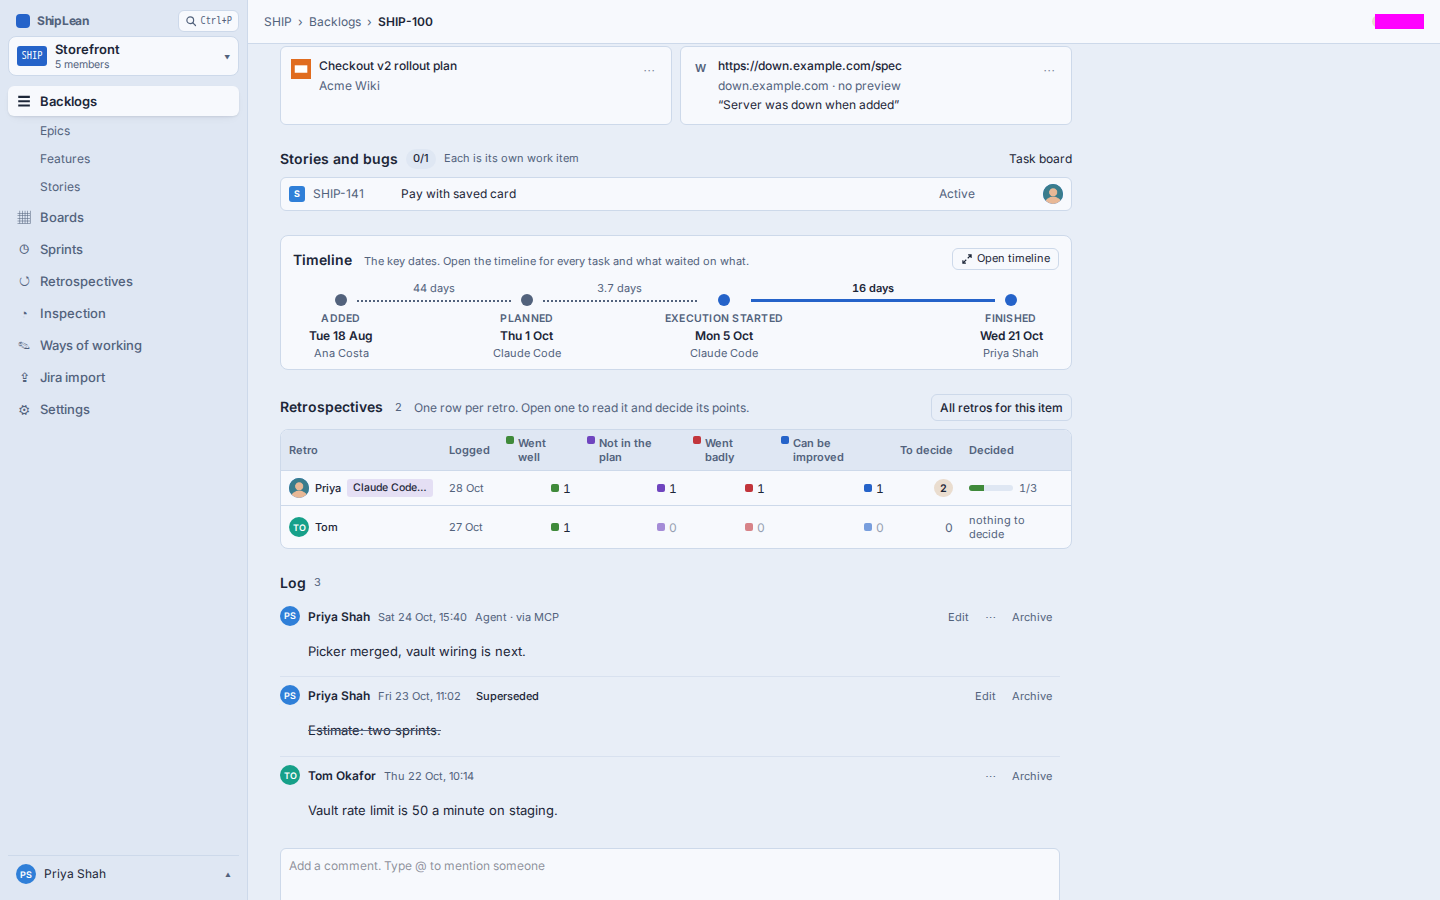 ShipLean
Ctrl+P
SHIP
Storefront
5 members
Backlogs
Epics
Features
Stories
Boards
Sprints
Retrospectives
Inspection
Ways of working
Jira import
Settings
PS Priya Shah
SHIP › Backlogs › SHIP-100
Checkout v2 rollout plan
Acme Wiki
W https://down.example.com/spec
down.example.com · no preview
“Server was down when added”
Stories and bugs 0/1 Each is its own work item Task board
S SHIP-141 Pay with saved card Active
Timeline The key dates. Open the timeline for every task and what waited on what. Open timeline
44 days 3.7 days 16 days
ADDED PLANNED EXECUTION STARTED FINISHED
Tue 18 Aug Thu 1 Oct Mon 5 Oct Wed 21 Oct
Ana Costa Claude Code Claude Code Priya Shah
Retrospectives 2 One row per retro. Open one to read it and decide its points. All retros for this item
Retro Logged Went well Not in the plan Went badly Can be improved To decide Decided
Priya Claude Code... 28 Oct 1 1 1 1 2 1/3
TO Tom 27 Oct 1 0 0 0 0 nothing to decide
Log 3
PS Priya Shah Sat 24 Oct, 15:40 Agent · via MCP Edit ... Archive
Picker merged, vault wiring is next.
PS Priya Shah Fri 23 Oct, 11:02 Superseded Edit Archive
Estimate: two sprints.
TO Tom Okafor Thu 22 Oct, 10:14 ... Archive
Vault rate limit is 50 a minute on staging.
Add a comment. Type @ to mention someone